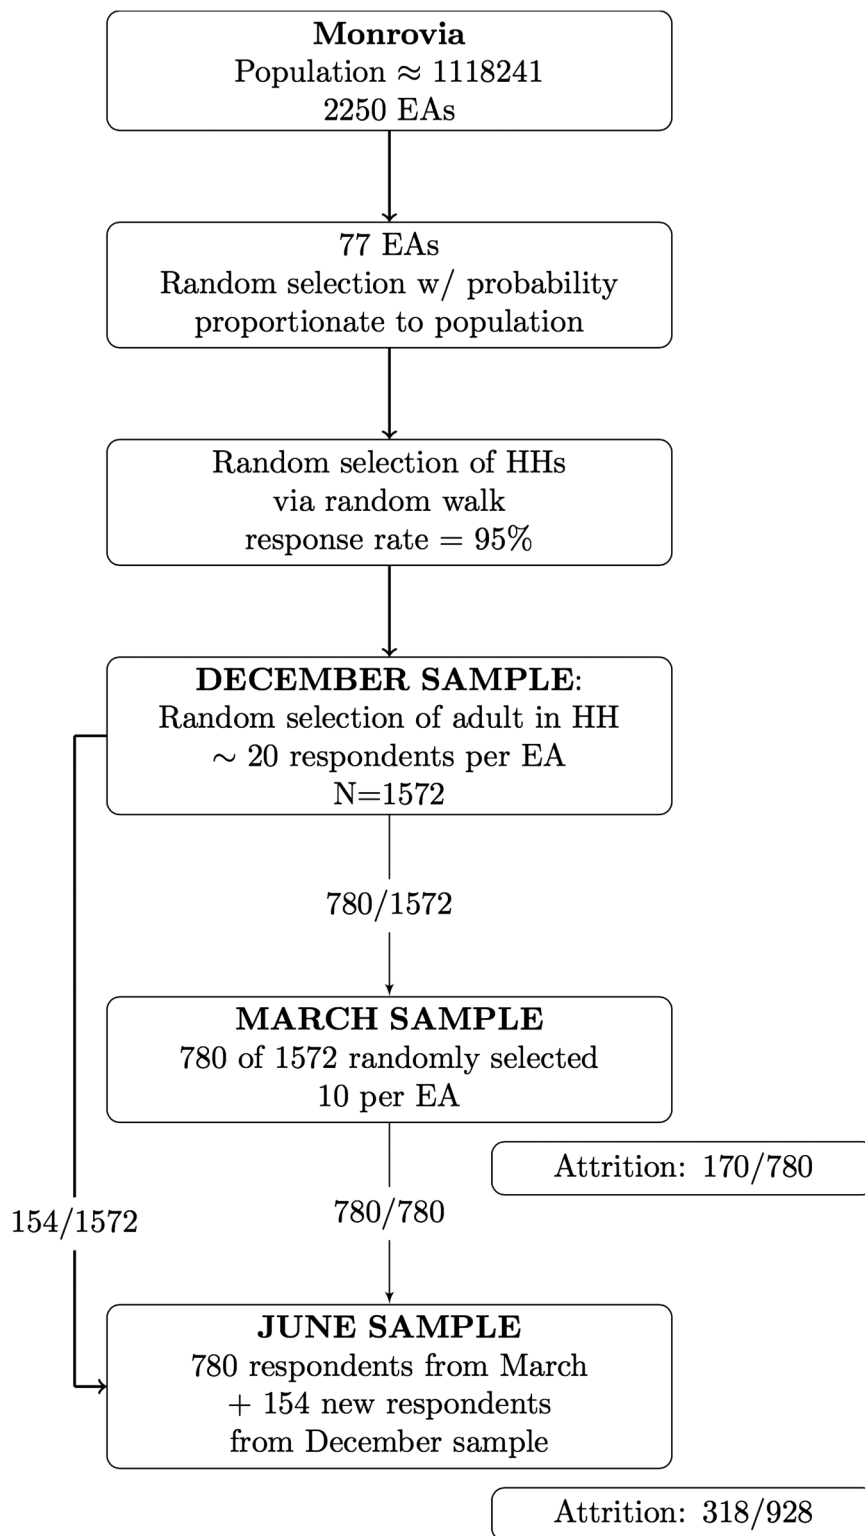 Monrovia
Population ≈ 1118241
2250 EAs
77 EAs
Random selection w/ probability
proportionate to population
Random selection of HHs
via random walk
response rate = 95%
DECEMBER SAMPLE:
Random selection of adult in HH
∼ 20 respondents per EA
N=1572
780/1572
MARCH SAMPLE
780 of 1572 randomly selected
10 per EA
Attrition: 170/780
154/1572
780/780
JUNE SAMPLE
780 respondents from March
+ 154 new respondents
from December sample
Attrition: 318/928